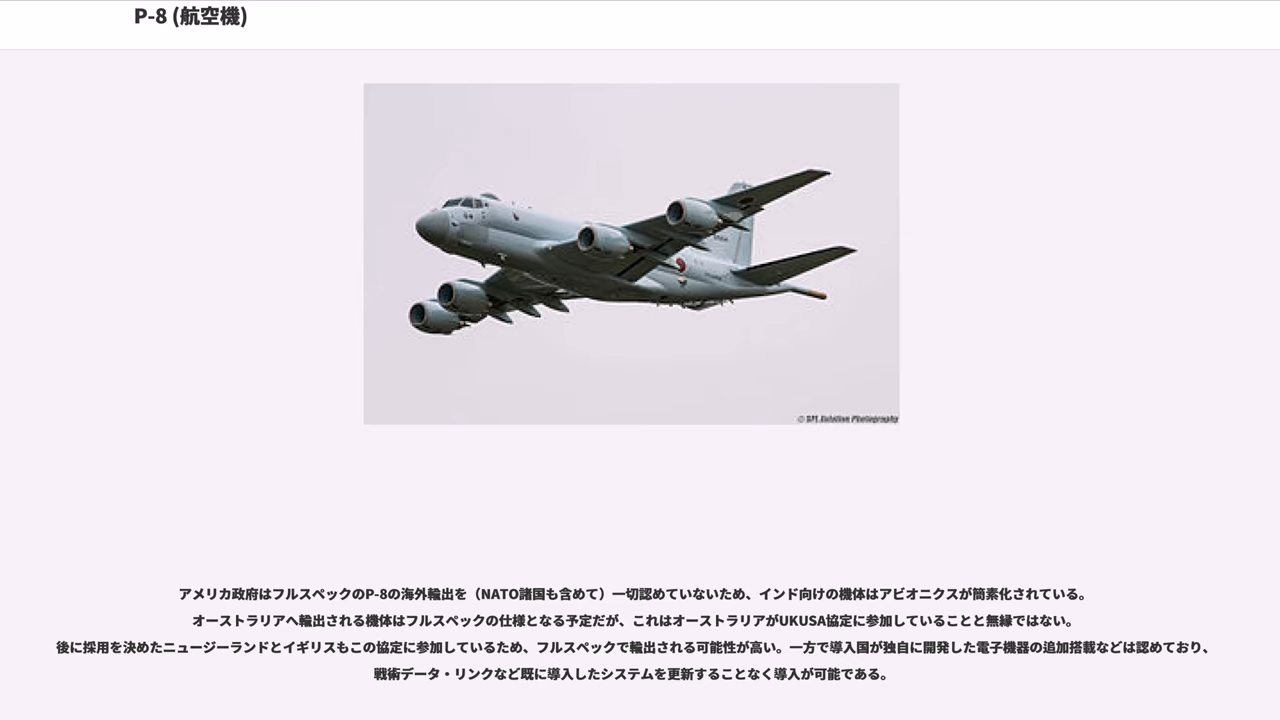 P-8 (航空機)
© SPI Aviation Photography
アメリカ政府はフルスペックのP-8の海外輸出を（NATO諸国も含めて）一切認めていないため、インド向けの機体はアビオニクスが簡素化されている。
オーストラリアへ輸出される機体はフルスペックの仕様となる予定だが、これはオーストラリアがUKUSA協定に参加していることと無縁ではない。
後に採用を決めたニュージーランドとイギリスもこの協定に参加しているため、フルスペックで輸出される可能性が高い。一方で導入国が独自に開発した電子機器の追加搭載などは認めており、
戦術データ・リンクなど既に導入したシステムを更新することなく導入が可能である。